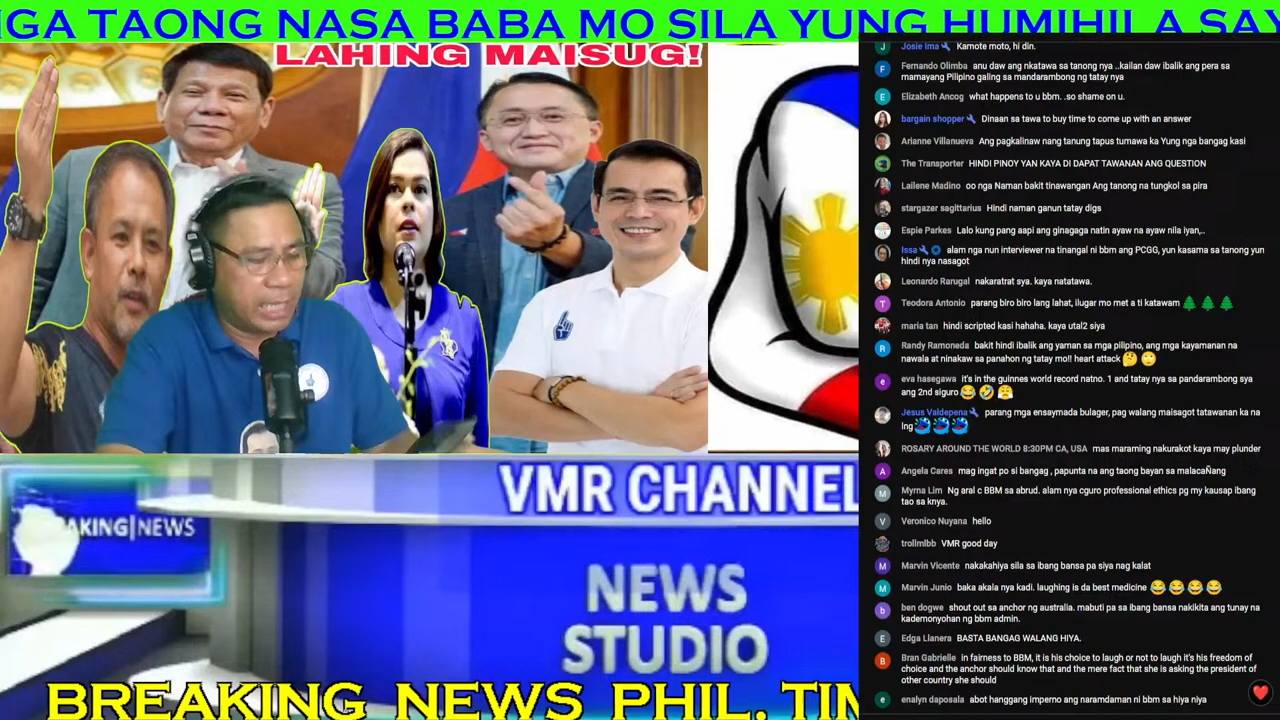 GA TAONG NASA BABA MO SILA YUNG HUMIHILA SAY
LAHING MAISUG!
VMR CHANNEL
AKING|NEWS
NEWS
STUDIO
BREAKING NEWS PHIL. TIM
Josie ima Kamote moto, hi din.
Fernando Olimba anu daw ang nkatawa sa tanong nya ..kailan daw ibalik ang pera sa
mamayang Pilipino galing sa mandarambong ng tatay nya
Elizabeth Ancog what happens to u bbm. .so shame on u.
bargain shopper Dinaan sa tawa to buy time to come up with an answer
Arianne Villanueva Ang pagkalinaw nang tanung tapus tumawa ka Yung nga bangag kasi
The Transporter HINDI PINOY YAN KAYA DI DAPAT TAWANAN ANG QUESTION
Lailene Madino oo nga Naman bakit tinawangan Ang tanong na tungkol sa pira
stargazer sagittarius Hindi naman ganun tatay digs
Espie Parkes Lalo kung pang aapi ang ginagaga natin ayaw na ayaw nila iyan,..
Issa alam nga nun interviewer na tinangal ni bbm ang PCGG, yun kasama sa tanong yun
hindi nya nasagot
Leonardo Rarugal nakaratrat sya. kaya natatawa.
Teodora Antonio parang biro biro lang lahat, ilugar mo met a ti katawam 🌲🌲🌲
maria tan hindi scripted kasi hahaha. kaya utal2 siya
Randy Ramoneda bakit hindi ibalik ang yaman sa mga pilipino, ang mga kayamanan na
nawala at ninakaw sa panahon ng tatay mo!! heart attack 🤔 🙄
eva hasegawa it's in the guinnes world record natno. 1 and tatay nya sa pandarambong sya
ang 2nd siguro 😂 🤣 😤
Jesus Valdepena parang mga ensaymada bulager, pag walang maisagot tatawanan ka na
lng
ROSARY AROUND THE WORLD 8:30PM CA, USA mas maraming nakurakot kaya may plunder
Angela Cares mag ingat po si bangag , papunta na ang taong bayan sa malacaÑang
Myrna Lim Ng aral c BBM sa abrud. alam nya cguro professional ethics pg my kausap ibang
tao sa knya.
Veronico Nuyana hello
trollmlbb VMR good day
Marvin Vicente nakakahiya sila sa ibang bansa pa siya nag kalat
Marvin Junio baka akala nya kadi. laughing is da best medicine 😂 😂 😂 😂
ben dogwe shout out sa anchor ng australia. mabuti pa sa ibang bansa nakikita ang tunay na
kademonyohan ng bbm admin.
Edga Llanera BASTA BANGAG WALANG HIYA.
Bran Gabrielle in fairness to BBM, it is his choice to laugh or not to laugh it's his freedom of
choice and the anchor should know that and the mere fact that she is asking the president of
other country she should
enalyn daposala abot hanggang imperno ang naramdaman ni bbm sa hiya niya